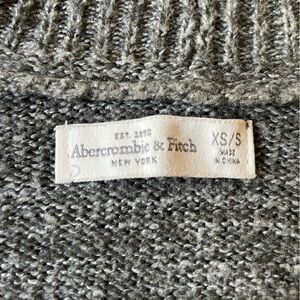 EST. 1892
Abercrombie & Fitch
NEW YORK
XS/S
MADE
IN CHINA